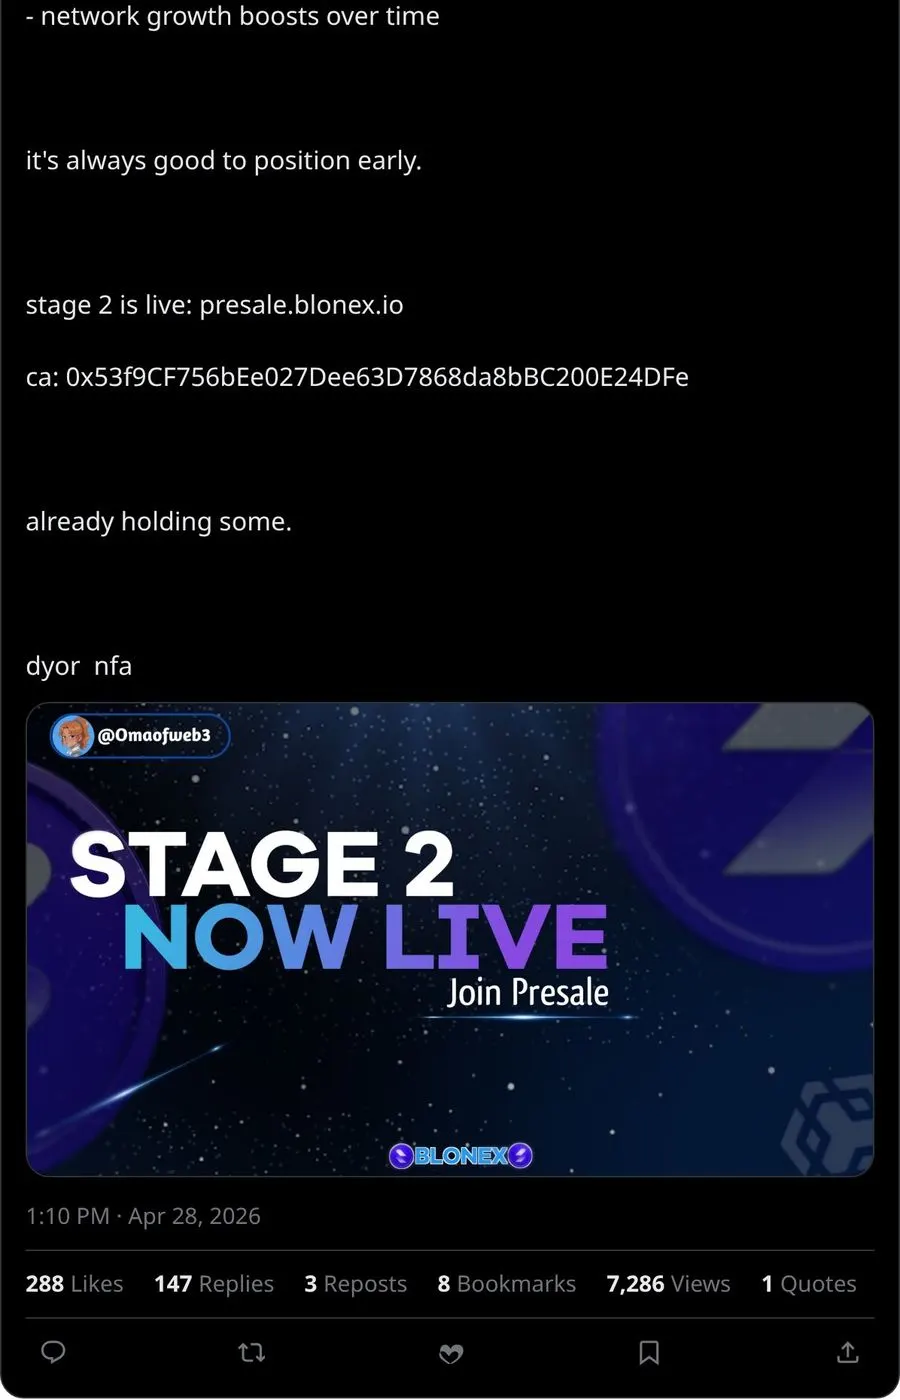 - network growth boosts over time
it's always good to position early.
stage 2 is live: presale.blonex.io
ca: 0x53f9CF756bEe027Dee63D7868da8bBC200E24DFe
already holding some.
dyor  nfa
@Omaofweb3
STAGE 2
NOW LIVE
Join Presale
BLONEX
1:10 PM · Apr 28, 2026
288 Likes 147 Replies 3 Reposts 8 Bookmarks 7,286 Views 1 Quotes